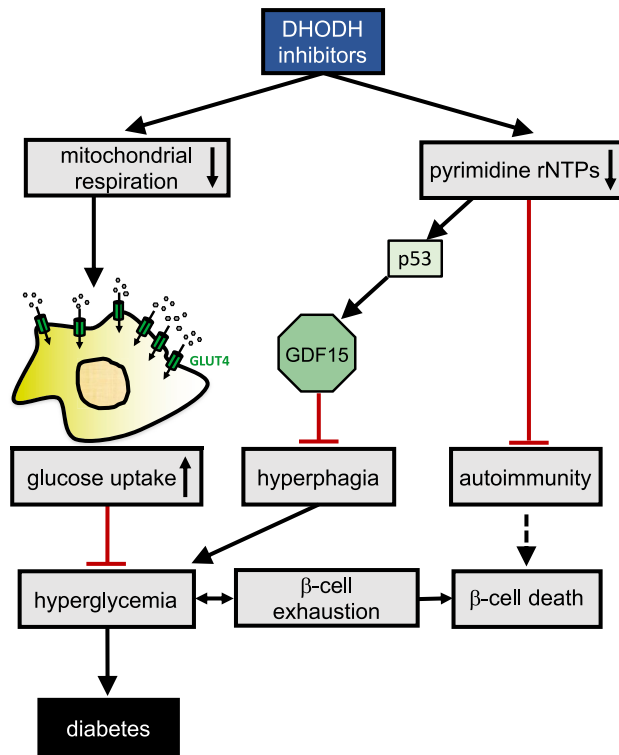 DHODH
inhibitors
mitochondrial
respiration
pyrimidine rNTPs
p53
GDF15
GLUT4
glucose uptake
hyperphagia
autoimmunity
hyperglycemia
β-cell
exhaustion
β-cell death
diabetes